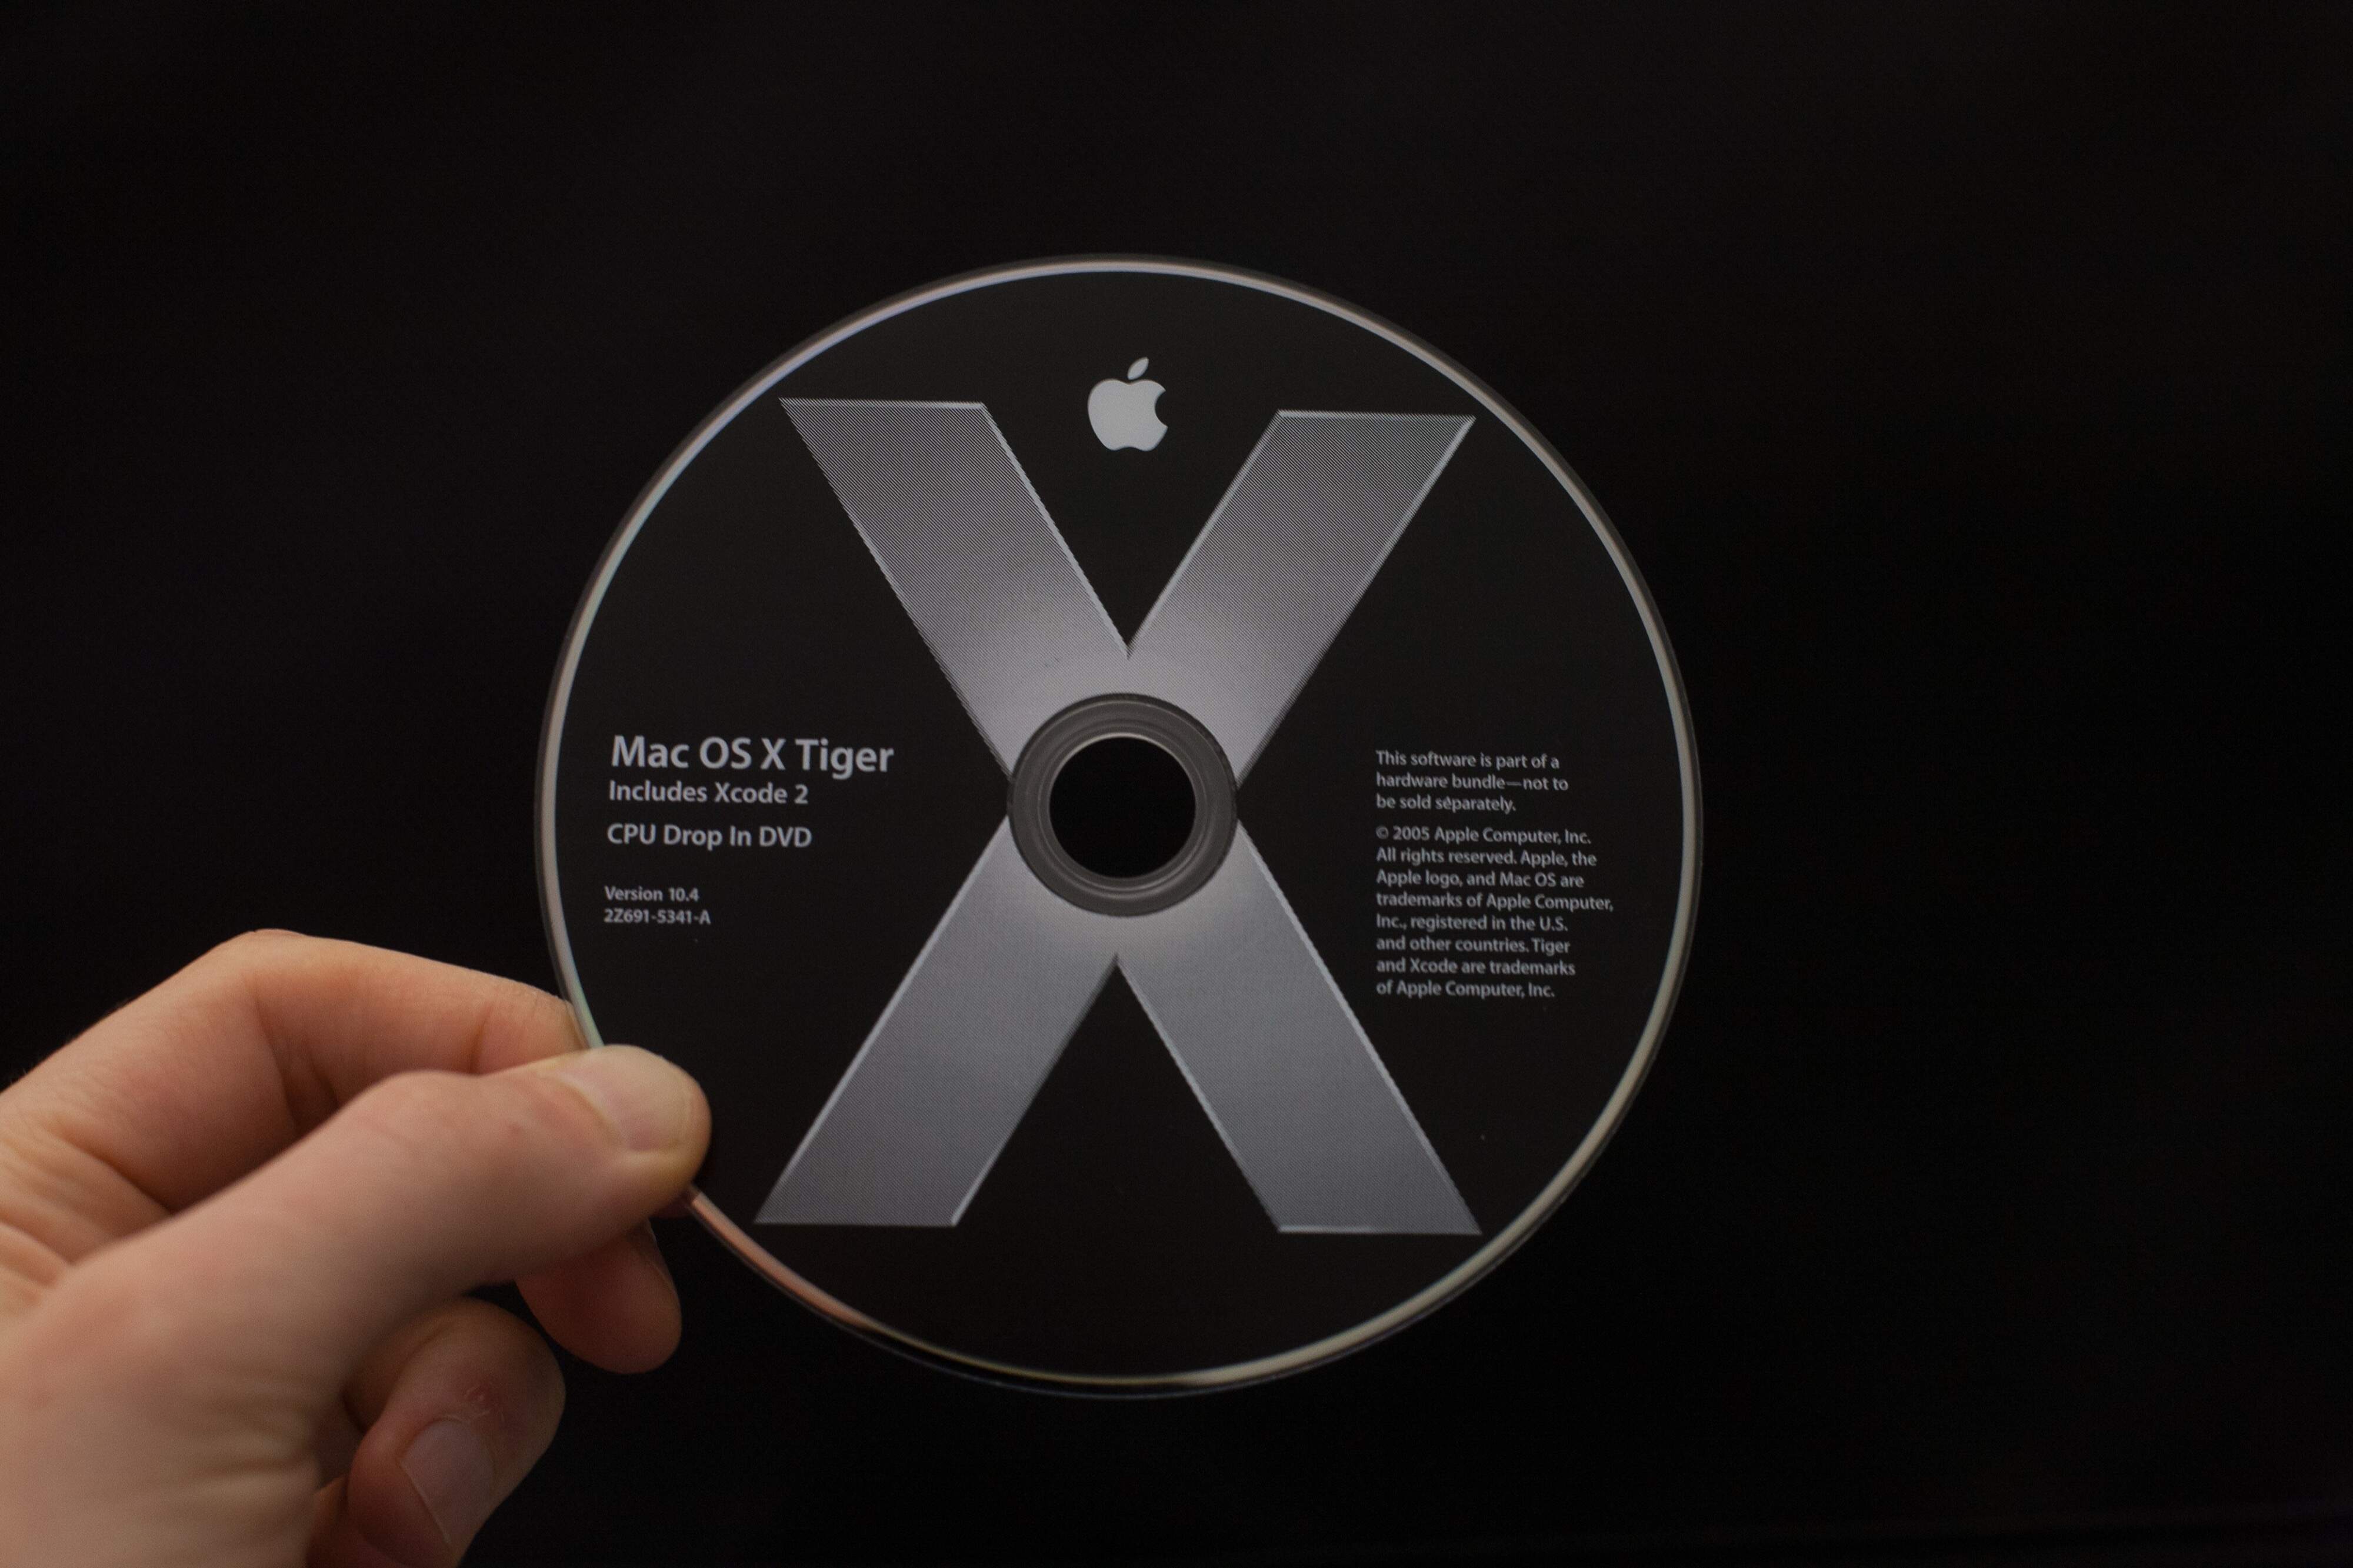 X
Mac OS X Tiger
Includes Xcode 2
CPU Drop In DVD
Version 10.4
2Z691-5341-A
This software is part of a
hardware bundle—not to
be sold separately.
© 2005 Apple Computer, Inc.
All rights reserved. Apple, the
Apple logo, and Mac OS are
trademarks of Apple Computer,
Inc., registered in the U.S.
and other countries. Tiger
and Xcode are trademarks
of Apple Computer, Inc.